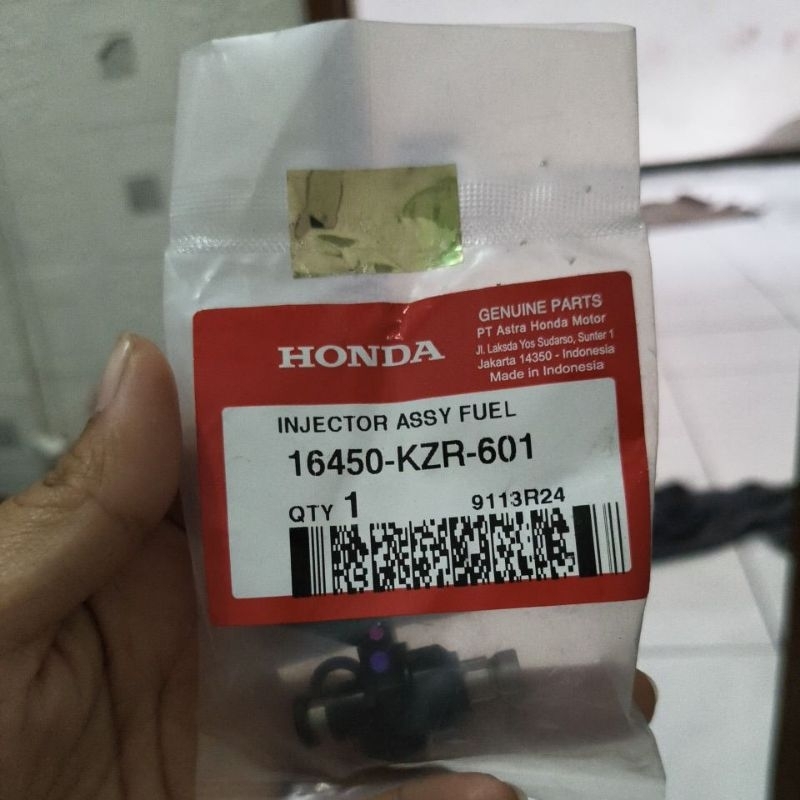 HONDA
GENUINE PARTS
PT Astra Honda Motor
Jl. Laksda Yos Sudarso, Sunter 1
Jakarta 14350 - Indonesia
Made in Indonesia
INJECTOR ASSY FUEL
16450-KZR-601
QTY 1 9113R24